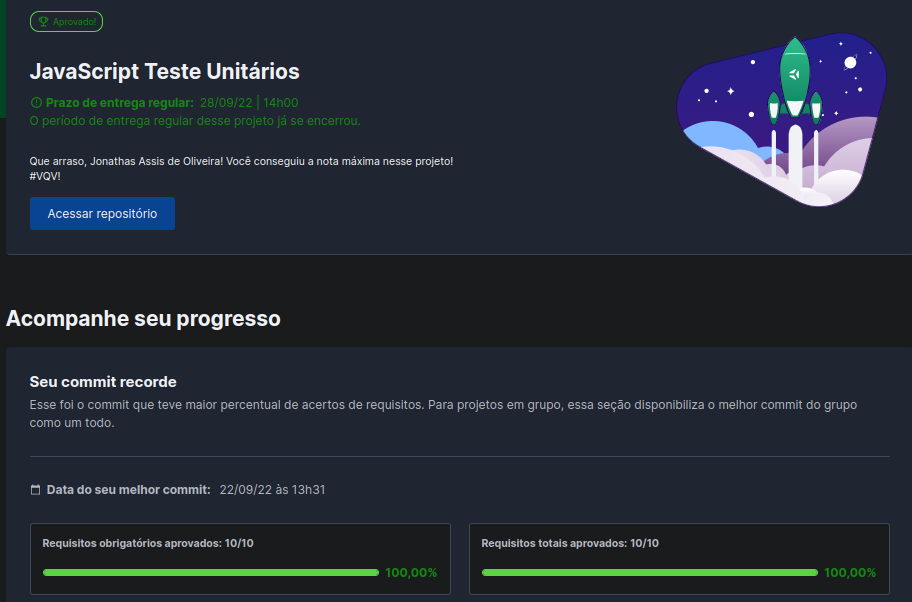 Aprovado!
JavaScript Teste Unitários
Prazo de entrega regular: 28/09/22 | 14h00
O período de entrega regular desse projeto já se encerrou.
Que arraso, Jonathas Assis de Oliveira! Você conseguiu a nota máxima nesse projeto!
#VQV!
Acessar repositório
Acompanhe seu progresso
Seu commit recorde
Esse foi o commit que teve maior percentual de acertos de requisitos. Para projetos em grupo, essa seção disponibiliza o melhor commit do grupo
como um todo.
Data do seu melhor commit: 22/09/22 às 13h31
Requisitos obrigatórios aprovados: 10/10
100,00%
Requisitos totais aprovados: 10/10
100,00%